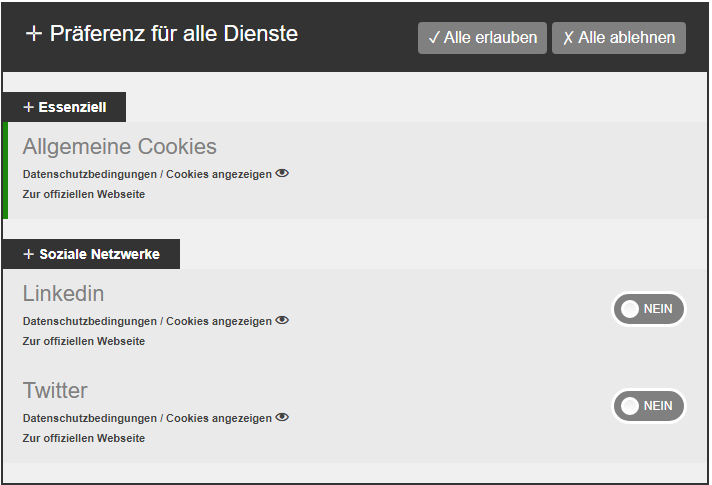 + Präferenz für alle Dienste
✓ Alle erlauben
✗ Alle ablehnen
+ Essenziell
Allgemeine Cookies
Datenschutzbedingungen / Cookies angezeigen
Zur offiziellen Webseite
+ Soziale Netzwerke
Linkedin
NEIN
Datenschutzbedingungen / Cookies angezeigen
Zur offiziellen Webseite
Twitter
NEIN
Datenschutzbedingungen / Cookies angezeigen
Zur offiziellen Webseite